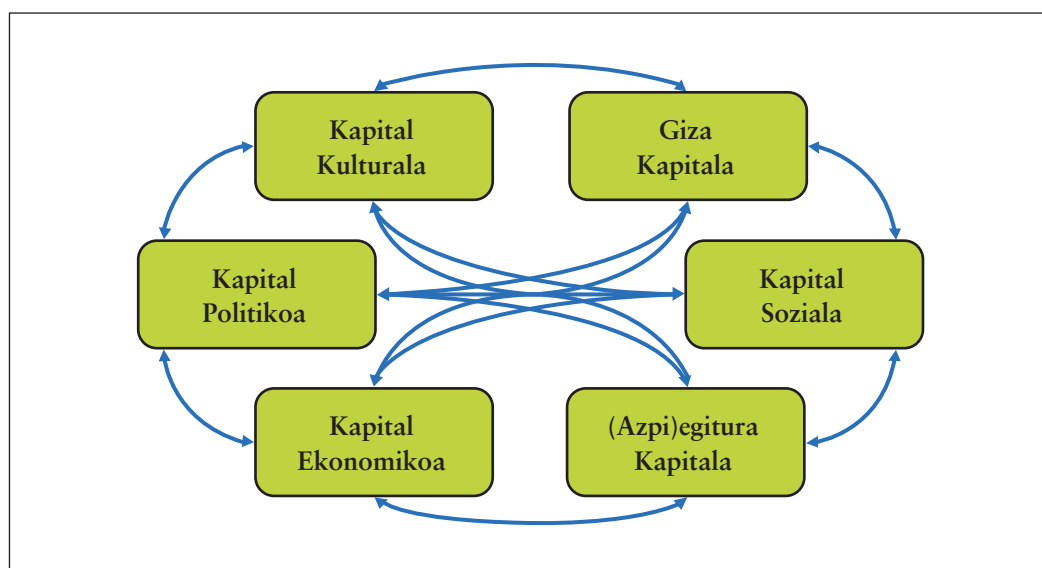 Kapital
Kulturala
Giza
Kapitala
Kapital
Politikoa
Kapital
Soziala
Kapital
Ekonomikoa
(Azpi)egitura
Kapitala